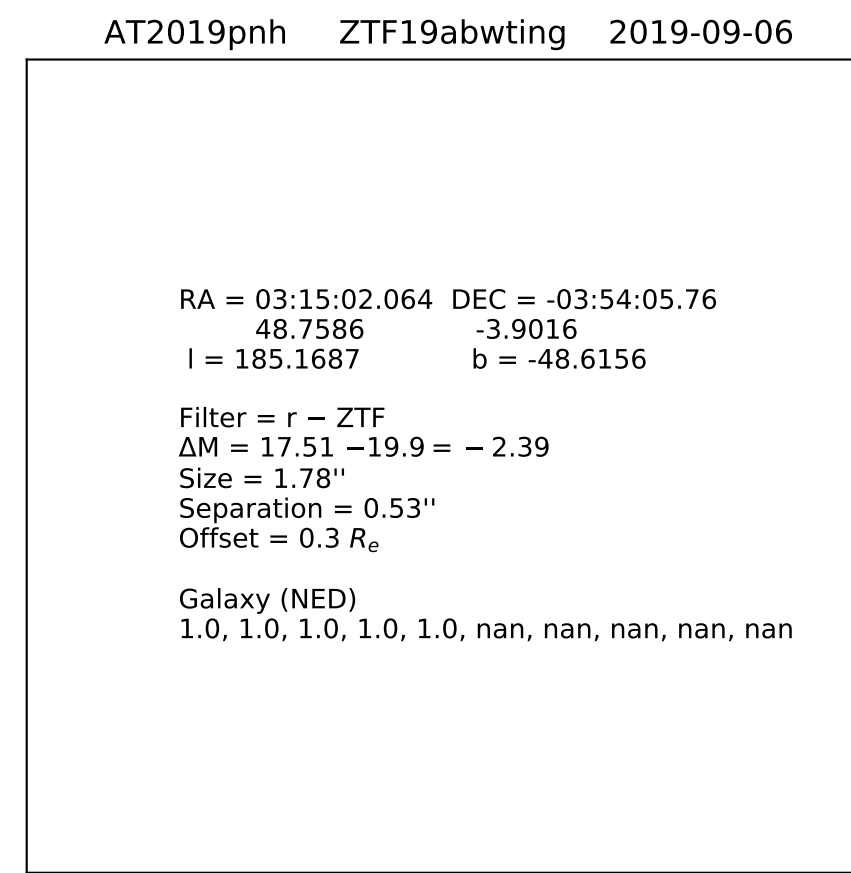 AT2019pnh ZTF19abwting 2019-09-06
RA = 03:15:02.064 DEC = -03:54:05.76
48.7586 -3.9016
l = 185.1687 b = -48.6156
Filter = r − ZTF
ΔM = 17.51 −19.9 = − 2.39
Size = 1.78''
Separation = 0.53''
Offset = 0.3 Rₑ
Galaxy (NED)
1.0, 1.0, 1.0, 1.0, 1.0, nan, nan, nan, nan, nan